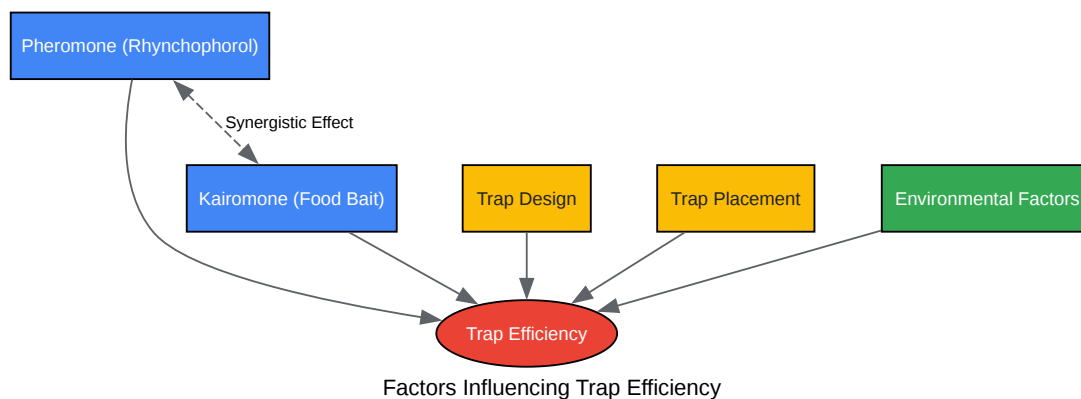 Pheromone (Rhynchophorol)
Synergistic Effect
Kairomone (Food Bait)
Trap Design
Trap Placement
Environmental Factors
Trap Efficiency
Factors Influencing Trap Efficiency